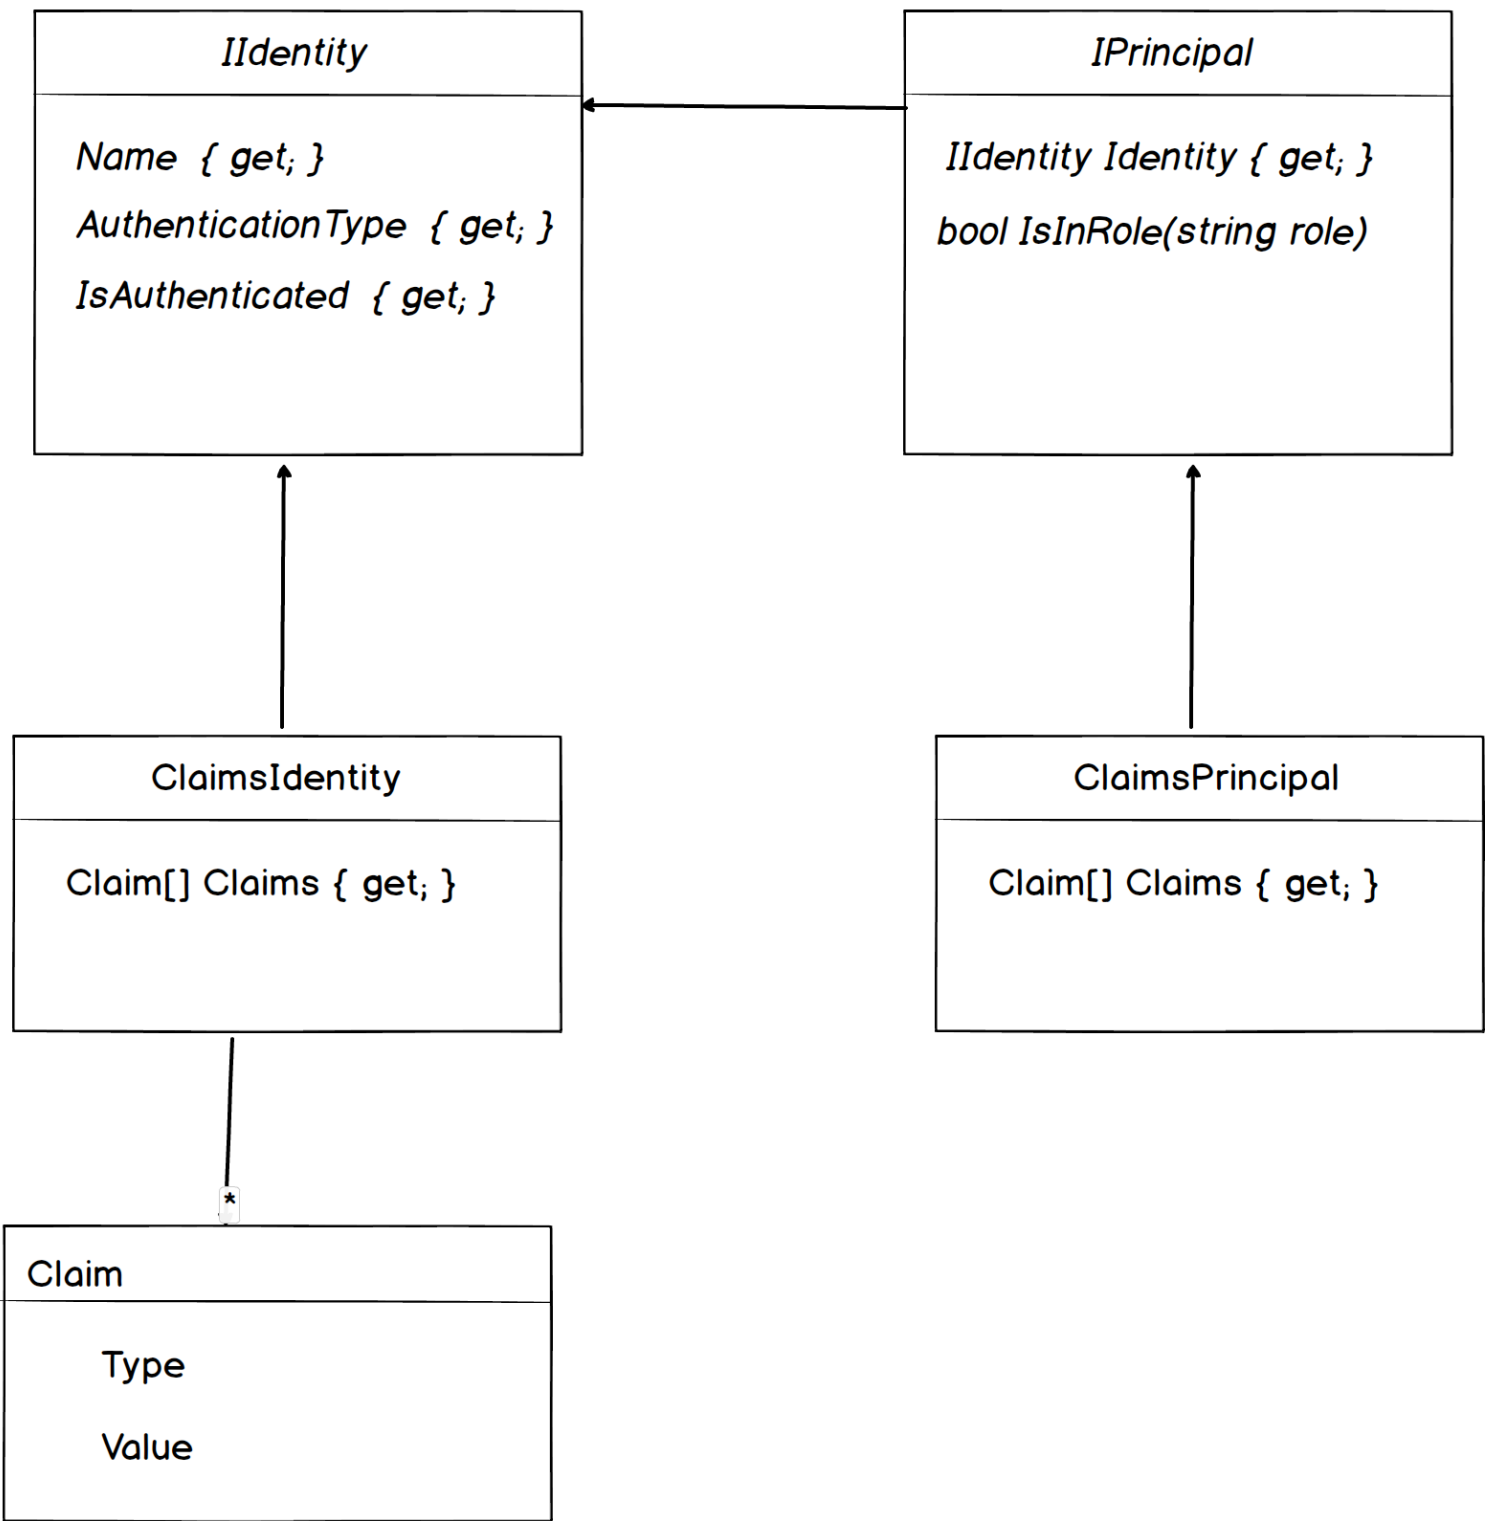 IIdentity
Name { get; }
AuthenticationType { get; }
IsAuthenticated { get; }
IPrincipal
IIdentity Identity { get; }
bool IsInRole(string role)
ClaimsIdentity
Claim[] Claims { get; }
ClaimsPrincipal
Claim[] Claims { get; }
*
Claim
Type
Value